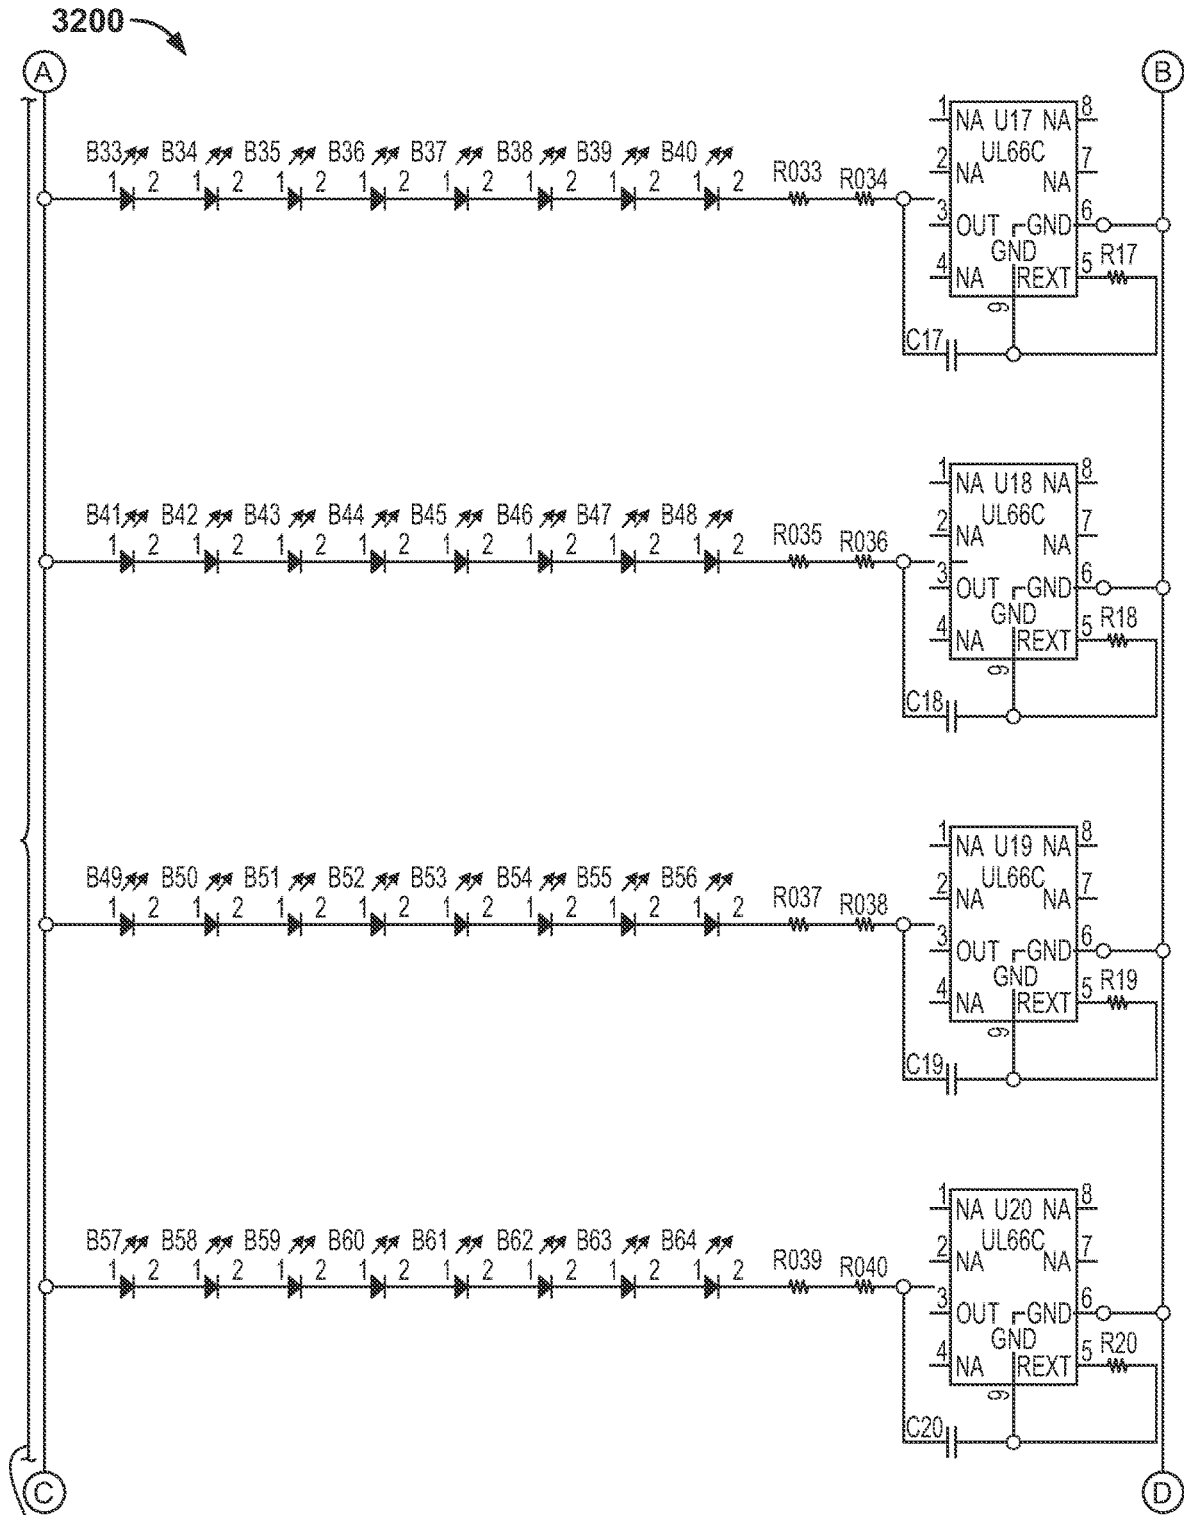 3200
A B
1 NA U17 NA 8
B33 B34 B35 B36 B37 B38 B39 B40 UL66C
1 2 1 2 1 2 1 2 1 2 1 2 1 2 1 2 R033 R034 2 NA NA 7
3 OUT GND 6
GND R17
4 NA REXT 5
9
C17
1 NA U18 NA 8
B41 B42 B43 B44 B45 B46 B47 B48 UL66C
1 2 1 2 1 2 1 2 1 2 1 2 1 2 1 2 R035 R036 2 NA NA 7
3 OUT GND 6
GND R18
4 NA REXT 5
9
C18
1 NA U19 NA 8
B49 B50 B51 B52 B53 B54 B55 B56 UL66C
1 2 1 2 1 2 1 2 1 2 1 2 1 2 1 2 R037 R038 2 NA NA 7
3 OUT GND 6
GND R19
4 NA REXT 5
9
C19
1 NA U20 NA 8
B57 B58 B59 B60 B61 B62 B63 B64 UL66C
1 2 1 2 1 2 1 2 1 2 1 2 1 2 1 2 R039 R040 2 NA NA 7
3 OUT GND 6
GND R20
4 NA REXT 5
9
C20
C D